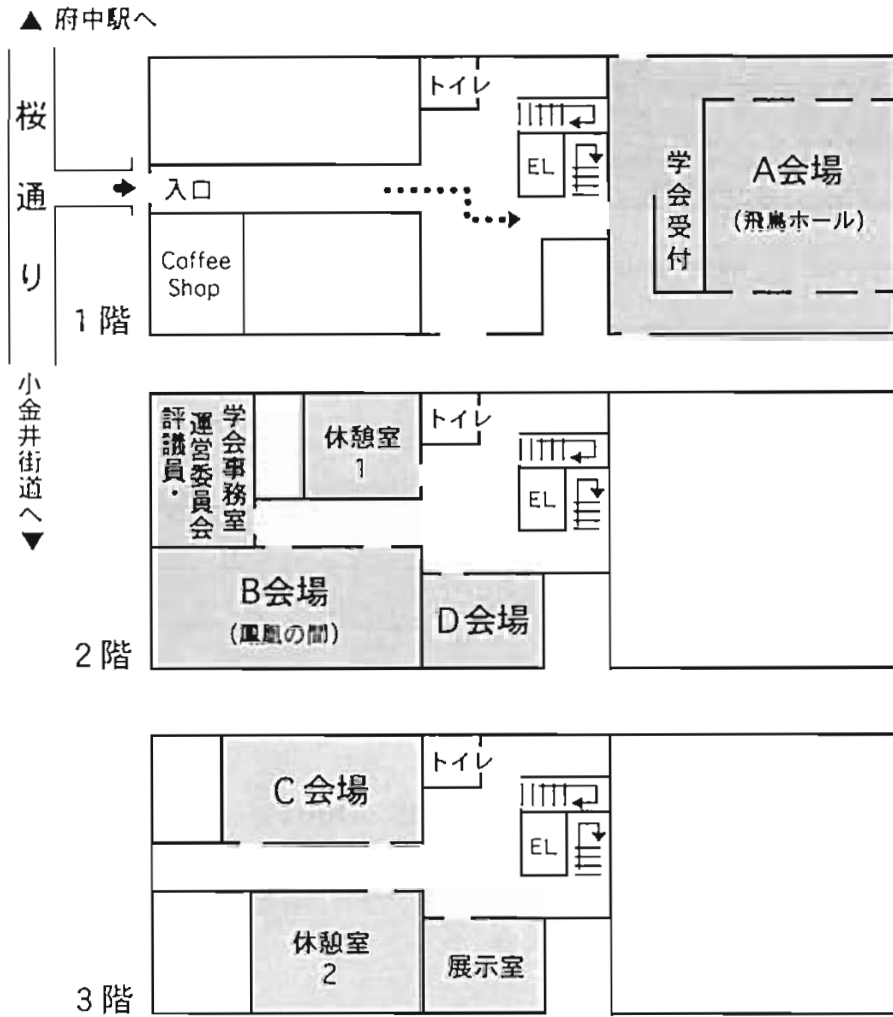 ▲ 府中駅へ
桜通り
小金井街道へ▼
トイレ
EL
入口
Coffee
Shop
学会受付
A会場
(飛鳥ホール)
1階
学会事務室
運営委員会
評議員・
休憩室
1
トイレ
EL
B会場
(鳳凰の間)
D会場
2階
C会場
トイレ
EL
休憩室
2
展示室
3階